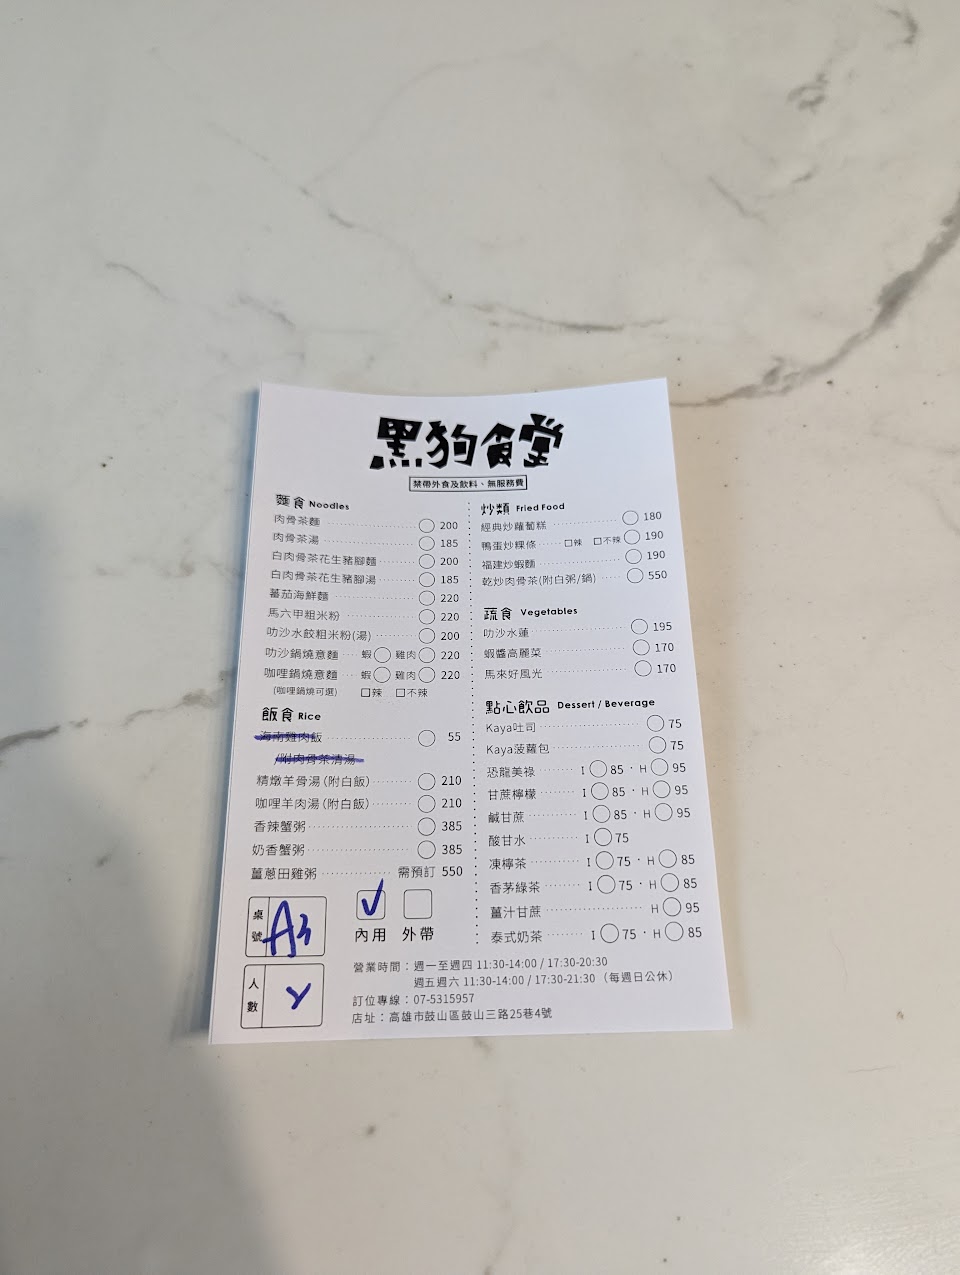 黑狗食堂
禁帶外食及飲料、無服務費
麵食 Noodles
肉骨茶麵 200
肉骨茶湯 185
白肉骨茶花生豬腳麵 200
白肉骨茶花生豬腳湯 185
蕃茄海鮮麵 220
馬六甲粗米粉 220
叻沙水餃粗米粉(湯) 200
叻沙鍋燒意麵 蝦 雞肉 220
咖哩鍋燒意麵 蝦 雞肉 220
(咖哩鍋燒可選) 口辣 口不辣
飯食 Rice
海南雞肉飯 55
/附肉骨茶清湯
精燉羊骨湯(附白飯) 210
咖哩羊肉湯(附白飯) 210
香辣蟹粥 385
奶香蟹粥 385
薑蔥田雞粥 需預訂 550
炒類 Fried Food
經典炒蘿蔔糕 180
鴨蛋炒粿條 口辣 口不辣 190
福建炒蝦麵 190
乾炒肉骨茶(附白粥/鍋) 550
蔬食 Vegetables
叻沙水蓮 195
蝦醬高麗菜 170
馬來好風光 170
點心飲品 Dessert / Beverage
Kaya吐司 75
Kaya菠蘿包 75
恐龍美祿 I 85 · H 95
甘蔗檸檬 I 85 · H 95
鹹甘蔗 I 85 · H 95
酸甘水 I 75
凍檸茶 I 75 · H 85
香茅綠茶 I 75 · H 85
薑汁甘蔗 H 95
泰式奶茶 I 75 · H 85
桌號 A3
內用 外帶
人數
營業時間：週一至週四 11:30-14:00 / 17:30-20:30
週五週六 11:30-14:00 / 17:30-21:30（每週日公休）
訂位專線：07-5315957
店址：高雄市鼓山區鼓山三路25巷4號